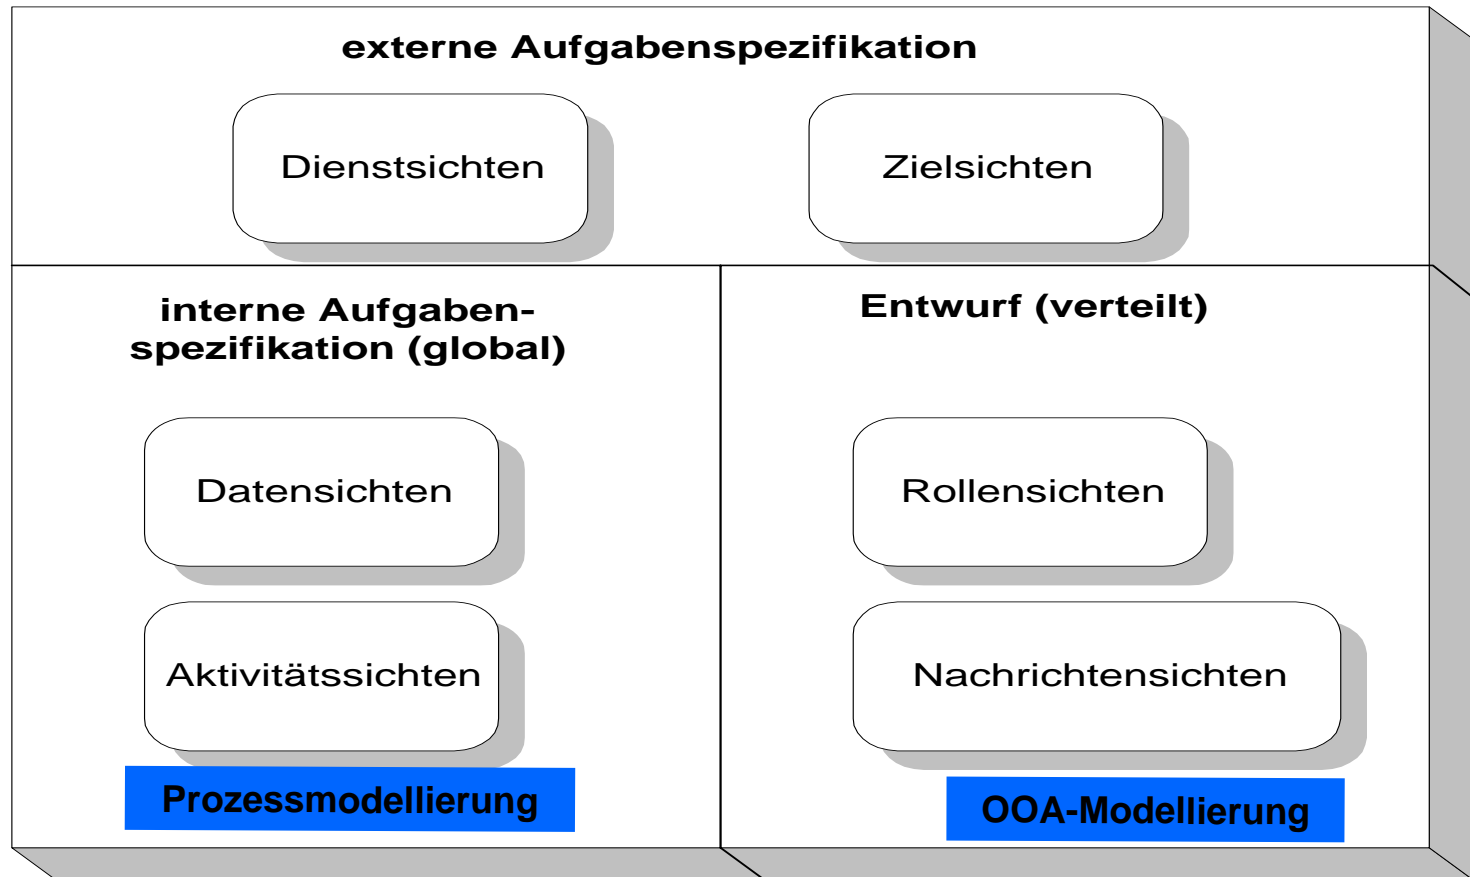 externe Aufgabenspezifikation
Dienstsichten
Zielsichten
interne Aufgaben-
spezifikation (global)
Datensichten
Aktivitätssichten
Prozessmodellierung
Entwurf (verteilt)
Rollensichten
Nachrichtensichten
OOA-Modellierung